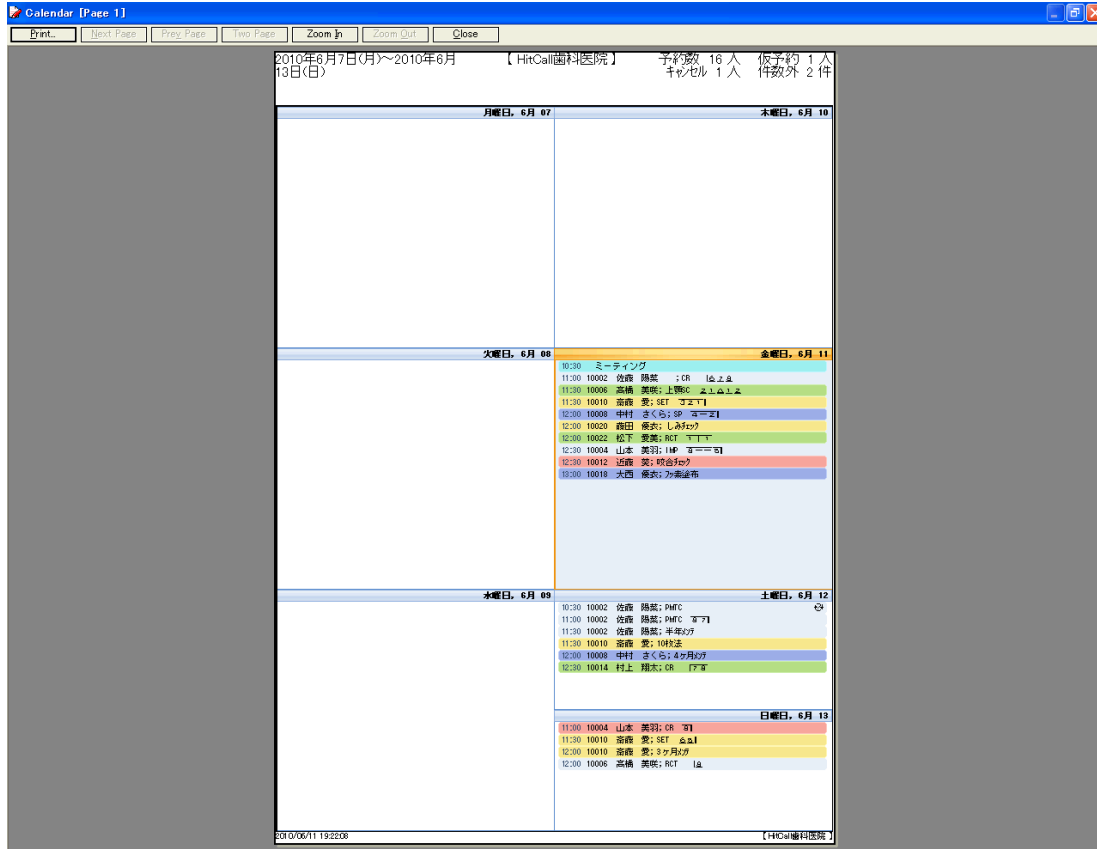 Calendar [Page 1]
Print... Next Page Prev Page Two Page Zoom In Zoom Out Close
2010年6月7日(月)～2010年6月 【 HitCall歯科医院 】 予約数 16 人 仮予約 1 人
13日(日) キャンセル 1 人 件数外 2 件
月曜日, 6月 07
木曜日, 6月 10
火曜日, 6月 08
金曜日, 6月 11
10:30 ミーティング
11:00 10002 佐藤 陽菜 ;CR
11:30 10006 高橋 美咲; 上顎SC
11:30 10010 斎藤 愛; SET
12:00 10008 中村 さくら; SP
12:00 10020 藤田 優衣; しみﾁｪｯｸ
12:00 10022 松下 愛美; RCT
12:30 10004 山本 美羽; IMP
12:30 10012 近藤 葵; 咬合ﾁｪｯｸ
13:00 10018 大西 優衣; ﾌｯ素塗布
水曜日, 6月 09
土曜日, 6月 12
10:30 10002 佐藤 陽菜; PMTC
11:00 10002 佐藤 陽菜; PMTC
11:30 10002 佐藤 陽菜; 半年ﾒﾝﾃ
11:30 10010 斎藤 愛; 10枚法
12:00 10008 中村 さくら; 4ヶ月ﾒﾝﾃ
12:30 10014 村上 翔太; CR
日曜日, 6月 13
11:00 10004 山本 美羽; CR
11:30 10010 斎藤 愛; SET
12:00 10010 斎藤 愛; 3ヶ月ﾒﾝﾃ
12:00 10006 高橋 美咲; RCT
2010/06/11 19:22:08 【 HitCall歯科医院 】